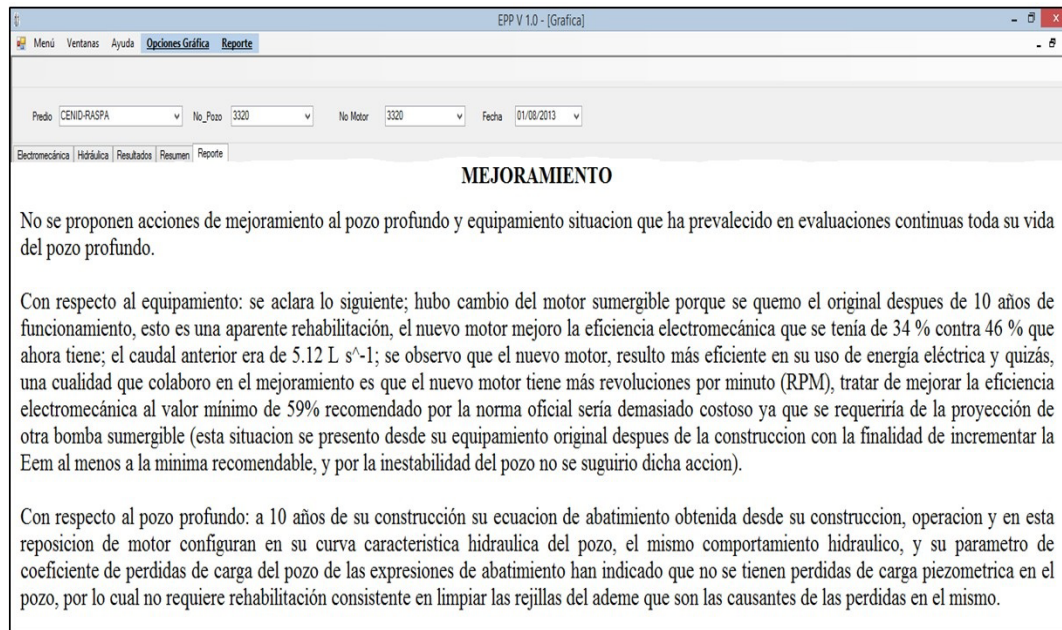 EPP V 1.0 - [Grafica]
Menú Ventanas Ayuda Opciones Gráfica Reporte
Predio CENID-RASPA No_Pozo 3320 No Motor 3320 Fecha 01/08/2013
Electromecánica Hidráulica Resultados Resumen Reporte
MEJORAMIENTO
No se proponen acciones de mejoramiento al pozo profundo y equipamiento situacion que ha prevalecido en evaluaciones continuas toda su vida
del pozo profundo.
Con respecto al equipamiento: se aclara lo siguiente; hubo cambio del motor sumergible porque se quemo el original despues de 10 años de
funcionamiento, esto es una aparente rehabilitación, el nuevo motor mejoro la eficiencia electromecánica que se tenía de 34 % contra 46 % que
ahora tiene; el caudal anterior era de 5.12 L s^-1; se observo que el nuevo motor, resulto más eficiente en su uso de energía eléctrica y quizás,
una cualidad que colaboro en el mejoramiento es que el nuevo motor tiene más revoluciones por minuto (RPM), tratar de mejorar la eficiencia
electromecánica al valor mínimo de 59% recomendado por la norma oficial sería demasiado costoso ya que se requeriría de la proyección de
otra bomba sumergible (esta situacion se presento desde su equipamiento original despues de la construccion con la finalidad de incrementar la
Eem al menos a la minima recomendable, y por la inestabilidad del pozo no se suguirio dicha accion).
Con respecto al pozo profundo: a 10 años de su construcción su ecuacion de abatimiento obtenida desde su construccion, operacion y en esta
reposicion de motor configuran en su curva caracteristica hidraulica del pozo, el mismo comportamiento hidraulico, y su parametro de
coeficiente de perdidas de carga del pozo de las expresiones de abatimiento han indicado que no se tienen perdidas de carga piezometrica en el
pozo, por lo cual no requiere rehabilitación consistente en limpiar las rejillas del ademe que son las causantes de las perdidas en el mismo.